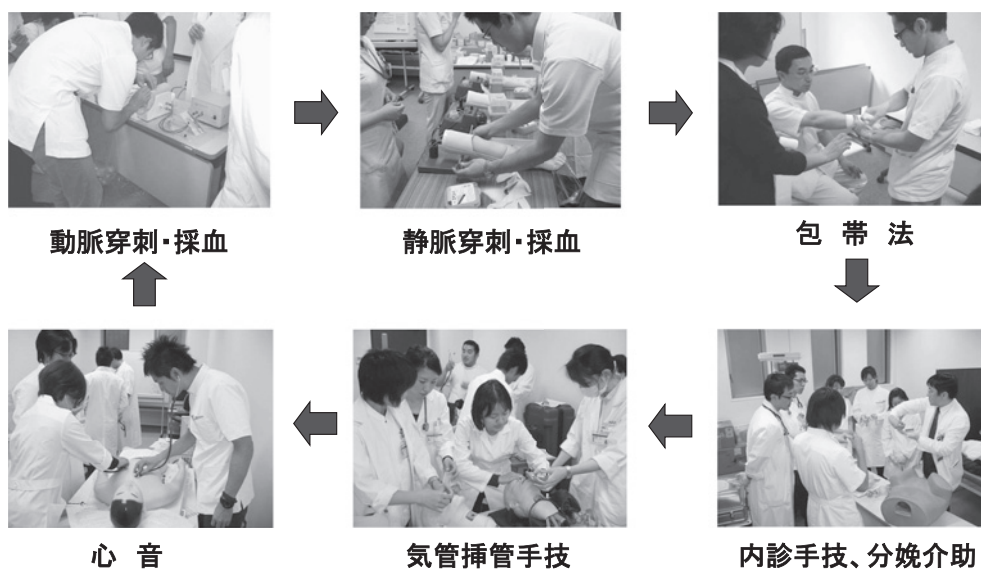 動脈穿刺・採血
静脈穿刺・採血
包帯法
内診手技、分娩介助
気管挿管手技
心音